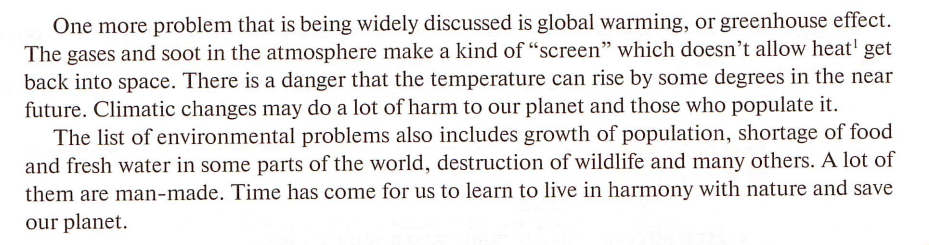 One more problem that is being widely discussed is global warming, or greenhouse effect.
The gases and soot in the atmosphere make a kind of “screen” which doesn’t allow heat¹ get
back into space. There is a danger that the temperature can rise by some degrees in the near
future. Climatic changes may do a lot of harm to our planet and those who populate it.
The list of environmental problems also includes growth of population, shortage of food
and fresh water in some parts of the world, destruction of wildlife and many others. A lot of
them are man-made. Time has come for us to learn to live in harmony with nature and save
our planet.